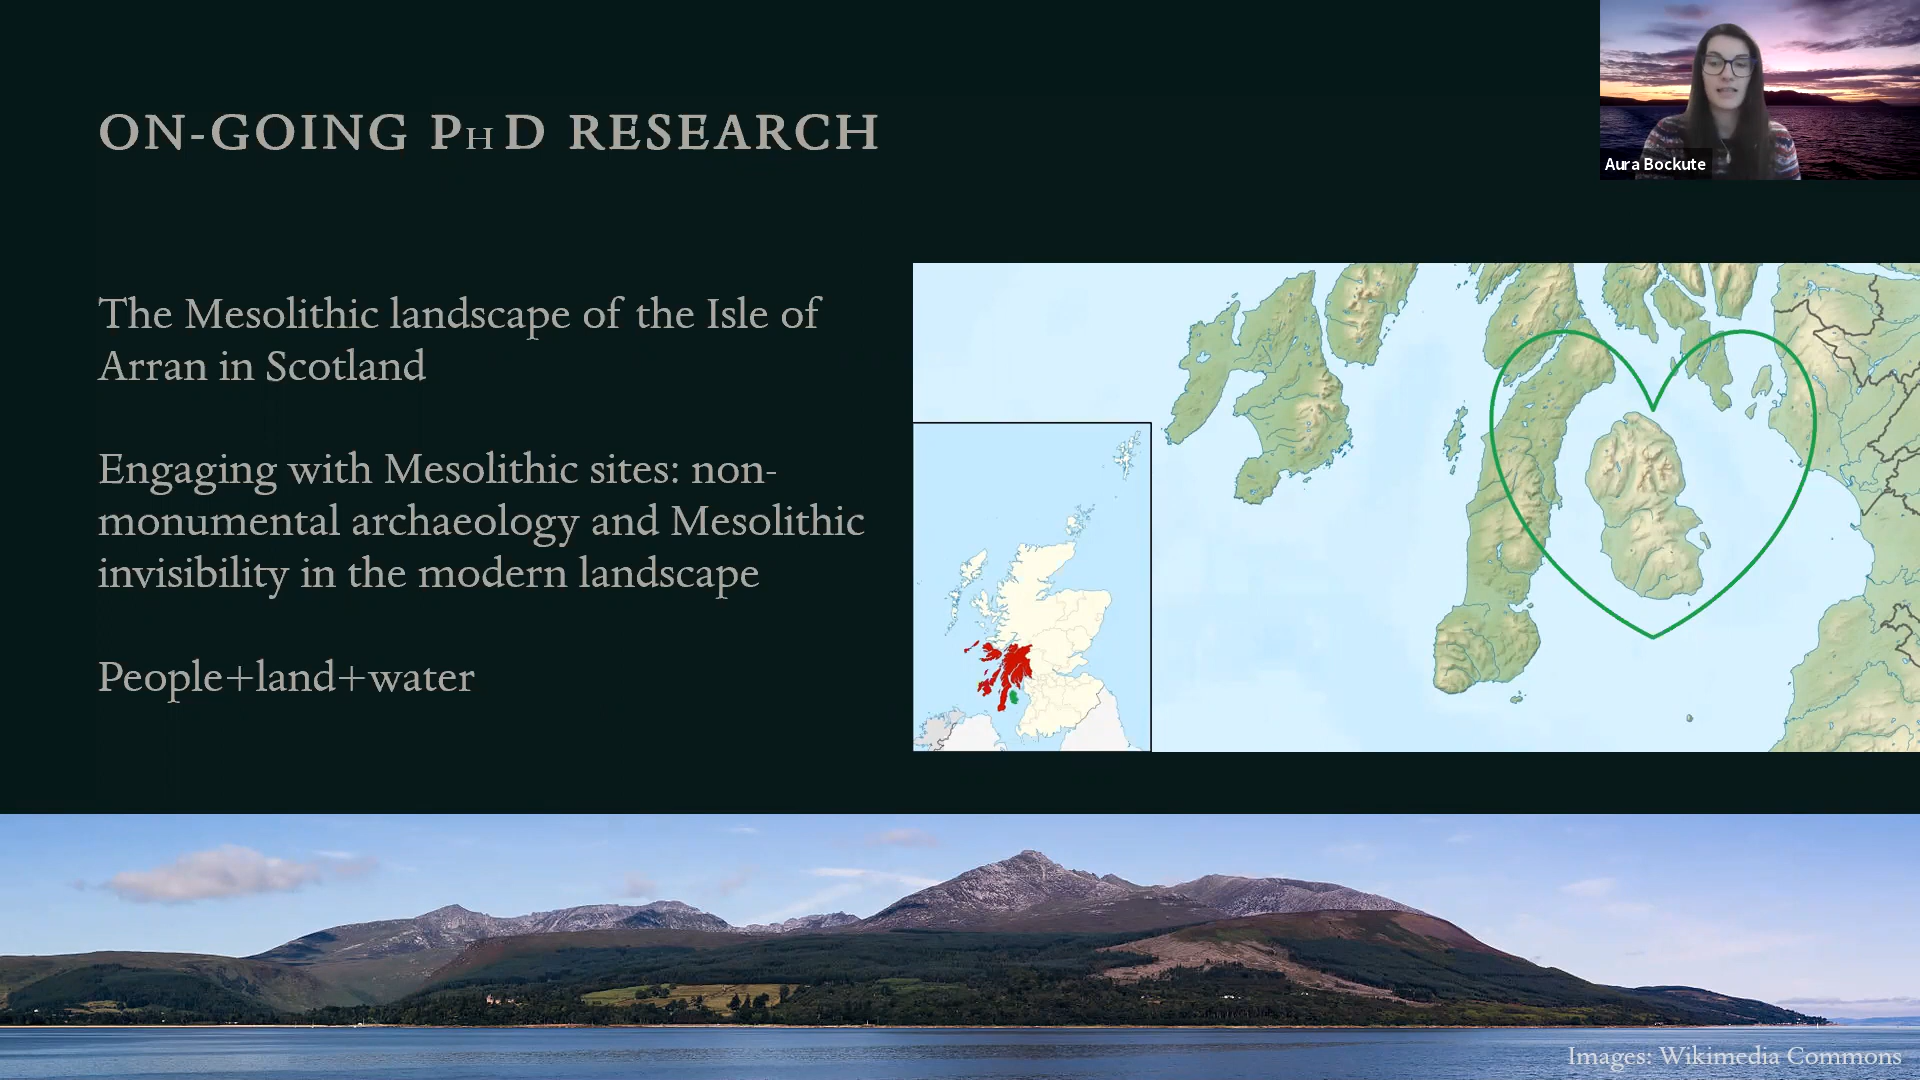 ON-GOING PHD RESEARCH
Aura Bockute
The Mesolithic landscape of the Isle of
Arran in Scotland
Engaging with Mesolithic sites: non-
monumental archaeology and Mesolithic
invisibility in the modern landscape
People+land+water
Images: Wikimedia Commons